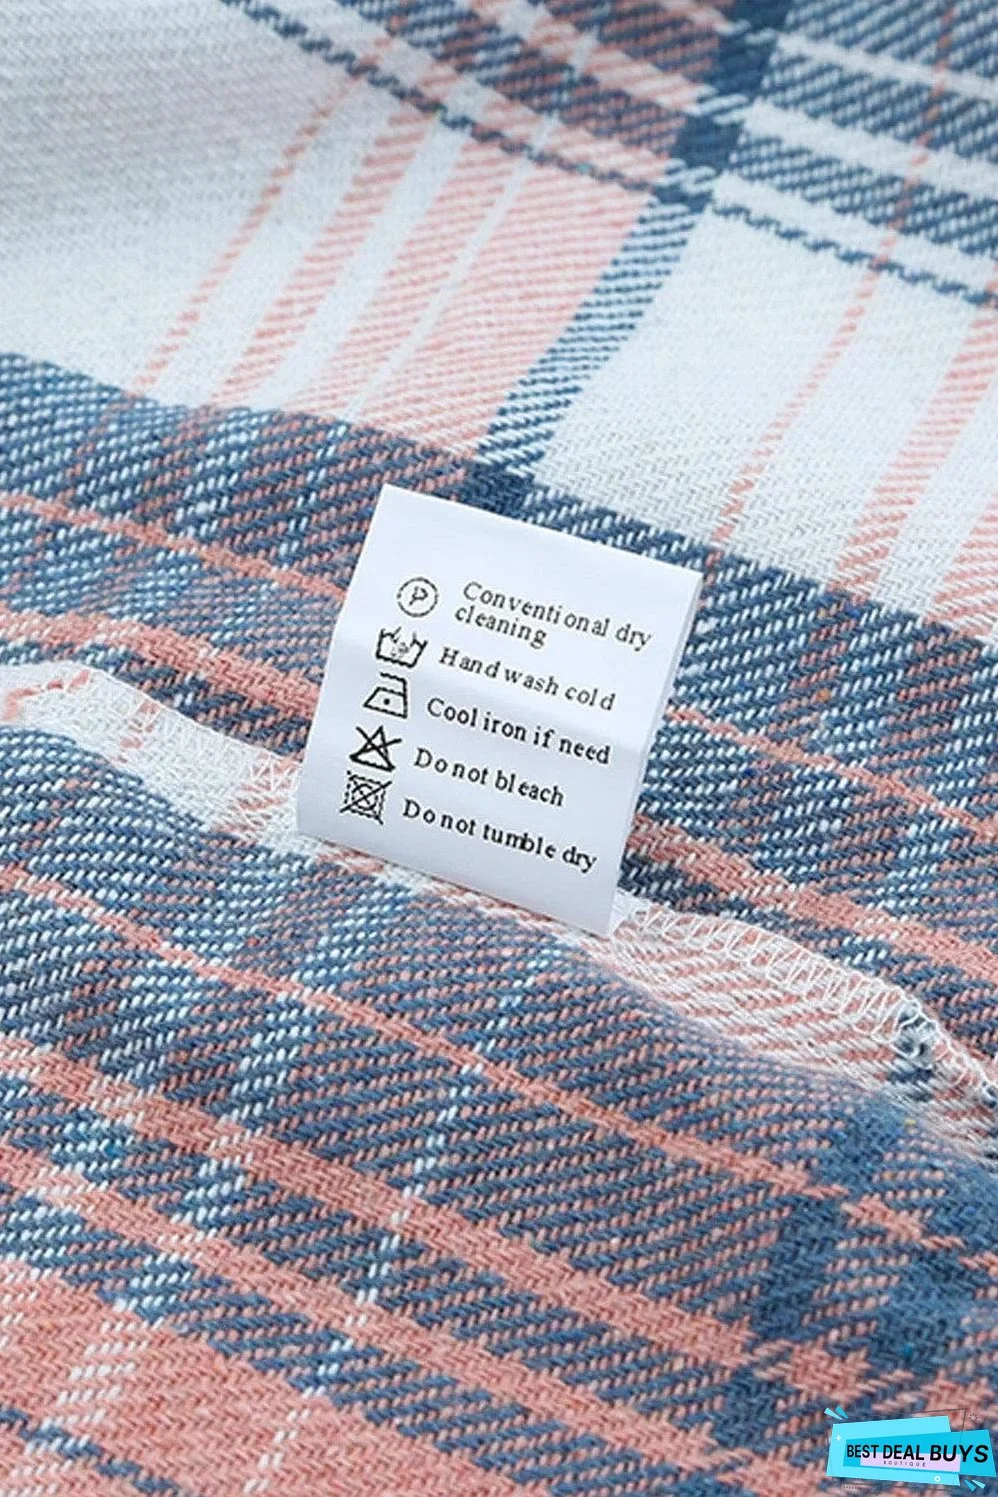 P
Conventional dry
cleaning
Hand wash cold
Cool iron if need
Do not bleach
Do not tumble dry
BEST DEAL BUYS
BOUTIQUE